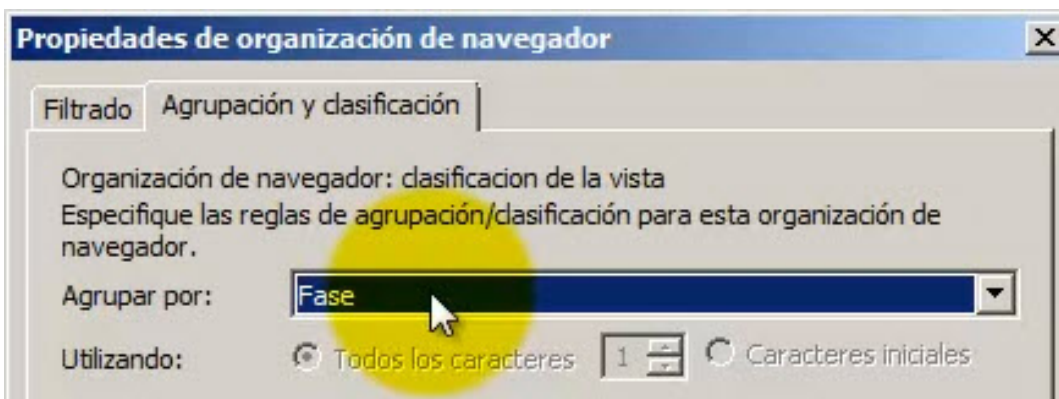 Propiedades de organización de navegador
Filtrado
Agrupación y clasificación
Organización de navegador: clasificacion de la vista
Especifique las reglas de agrupación/clasificación para esta organización de
navegador.
Agrupar por: Fase
Utilizando: Todos los caracteres 1 Caracteres iniciales